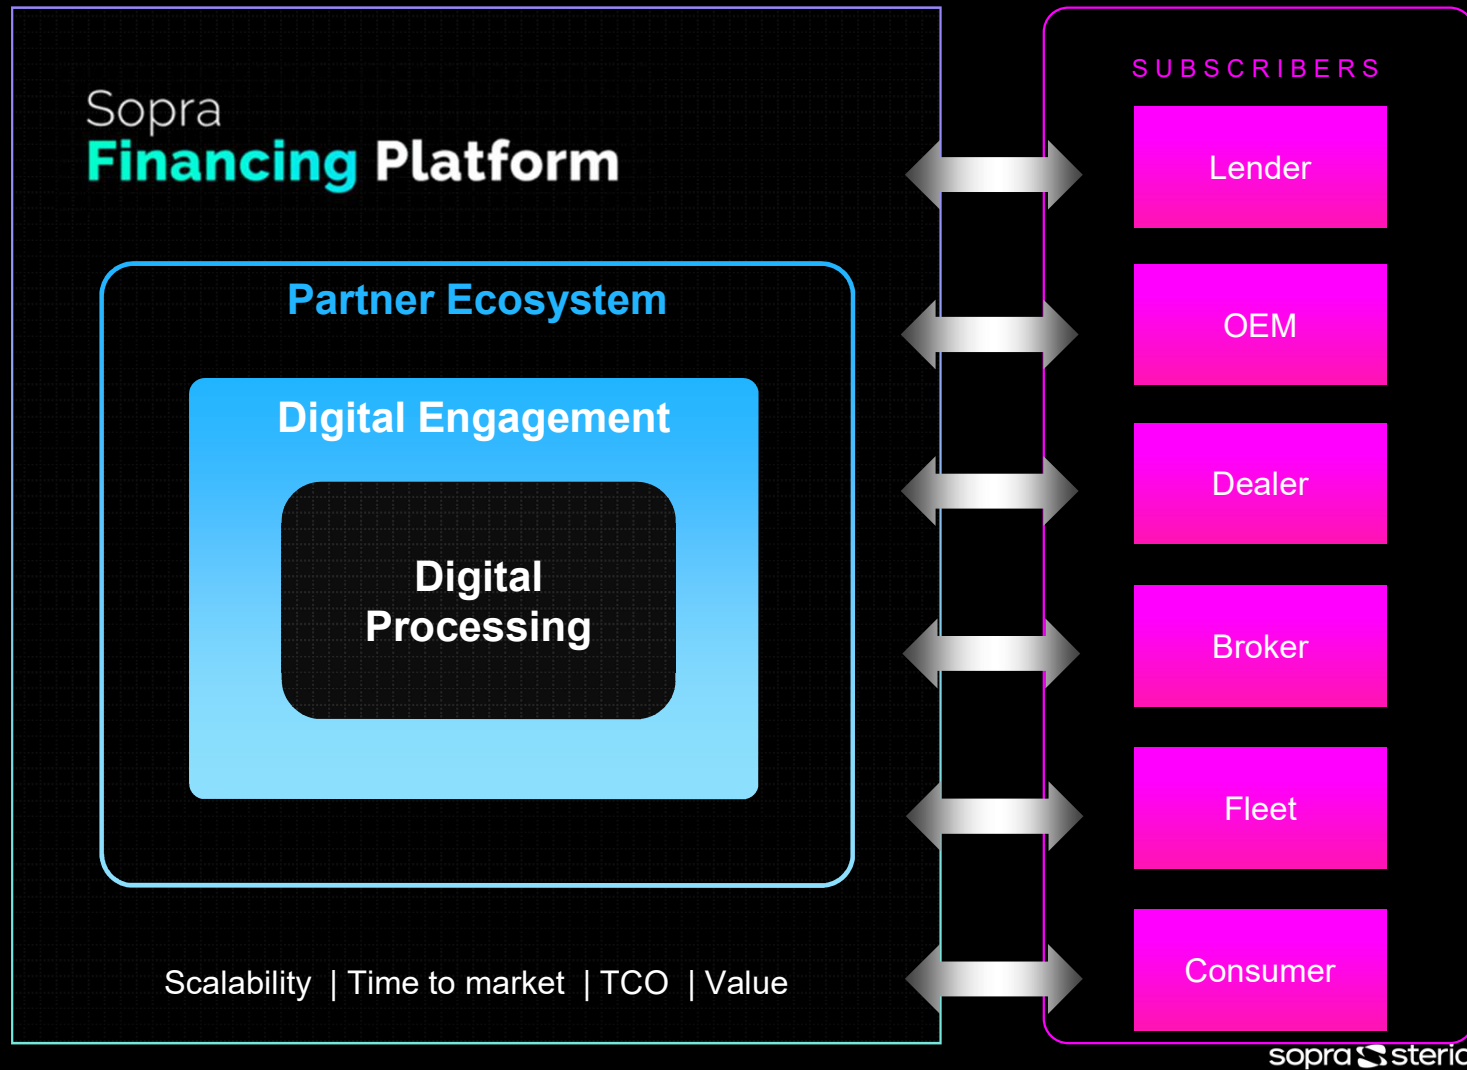 Sopra
Financing Platform
Partner Ecosystem
Digital Engagement
Digital
Processing
Scalability | Time to market | TCO | Value
SUBSCRIBERS
Lender
OEM
Dealer
Broker
Fleet
Consumer
sopra steria